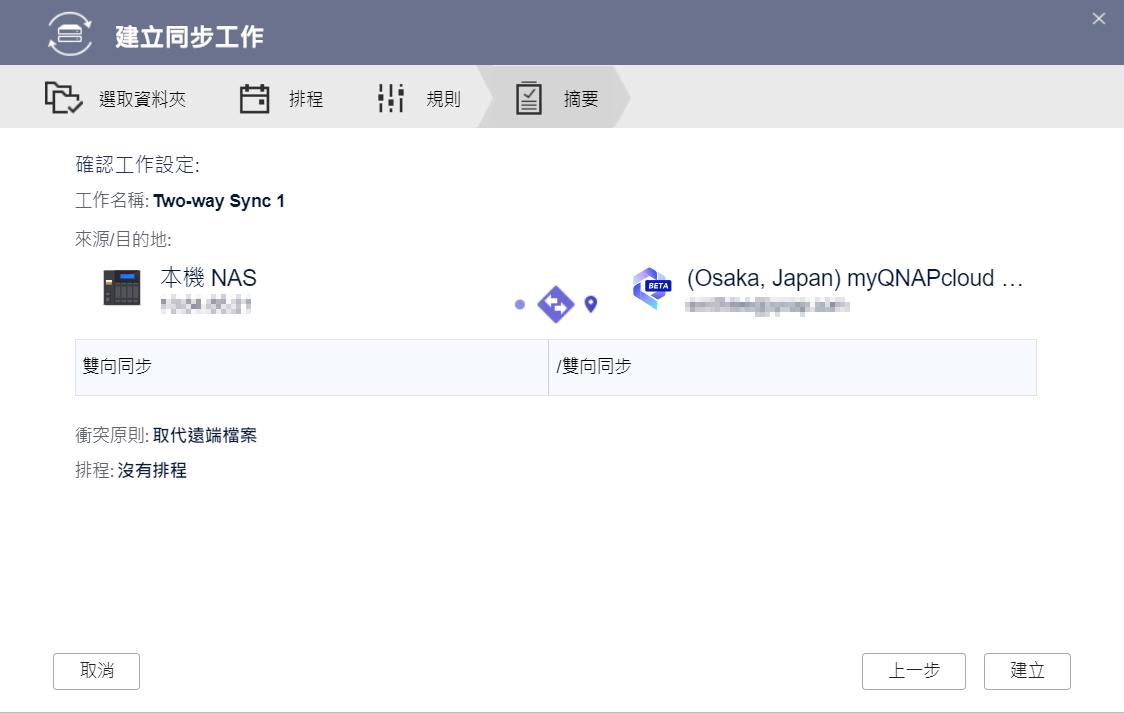 建立同步工作
選取資料夾 排程 規則 摘要
確認工作設定:
工作名稱: Two-way Sync 1
來源/目的地:
本機 NAS
BETA
(Osaka, Japan) myQNAPcloud ...
雙向同步 /雙向同步
衝突原則: 取代遠端檔案
排程: 沒有排程
取消 上一步 建立